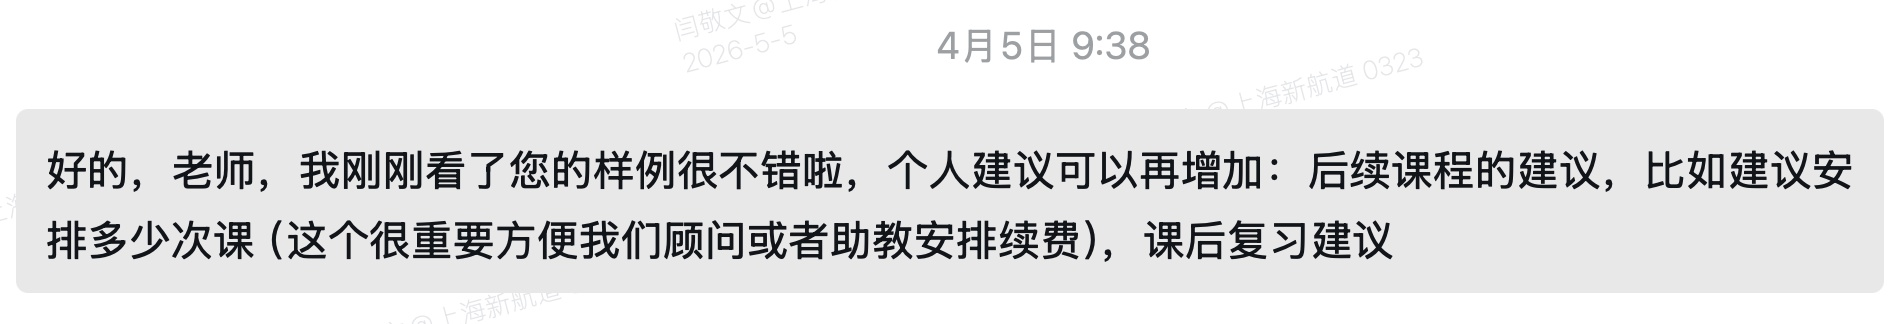 闫敬文@上海
2026-5-5
4月5日 9:38
@上海新航道 0323
好的，老师，我刚刚看了您的样例很不错啦，个人建议可以再增加：后续课程的建议，比如建议安
排多少次课 (这个很重要方便我们顾问或者助教安排续费)，课后复习建议
@上海新航道